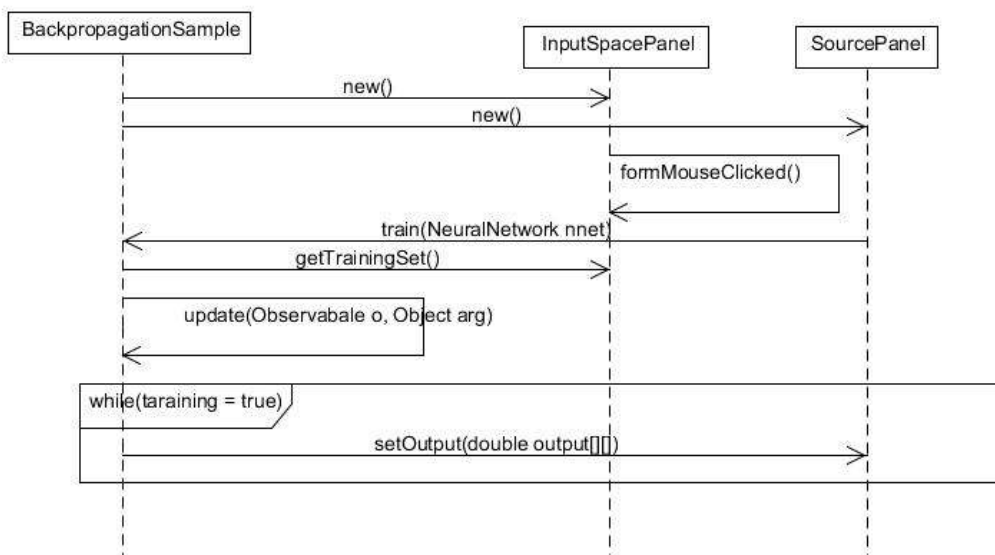 BackpropagationSample
InputSpacePanel
SourcePanel
new()
new()
formMouseClicked()
train(NeuralNetwork nnet)
getTrainingSet()
update(Observabale o, Object arg)
while(taraining = true)
setOutput(double output[][])